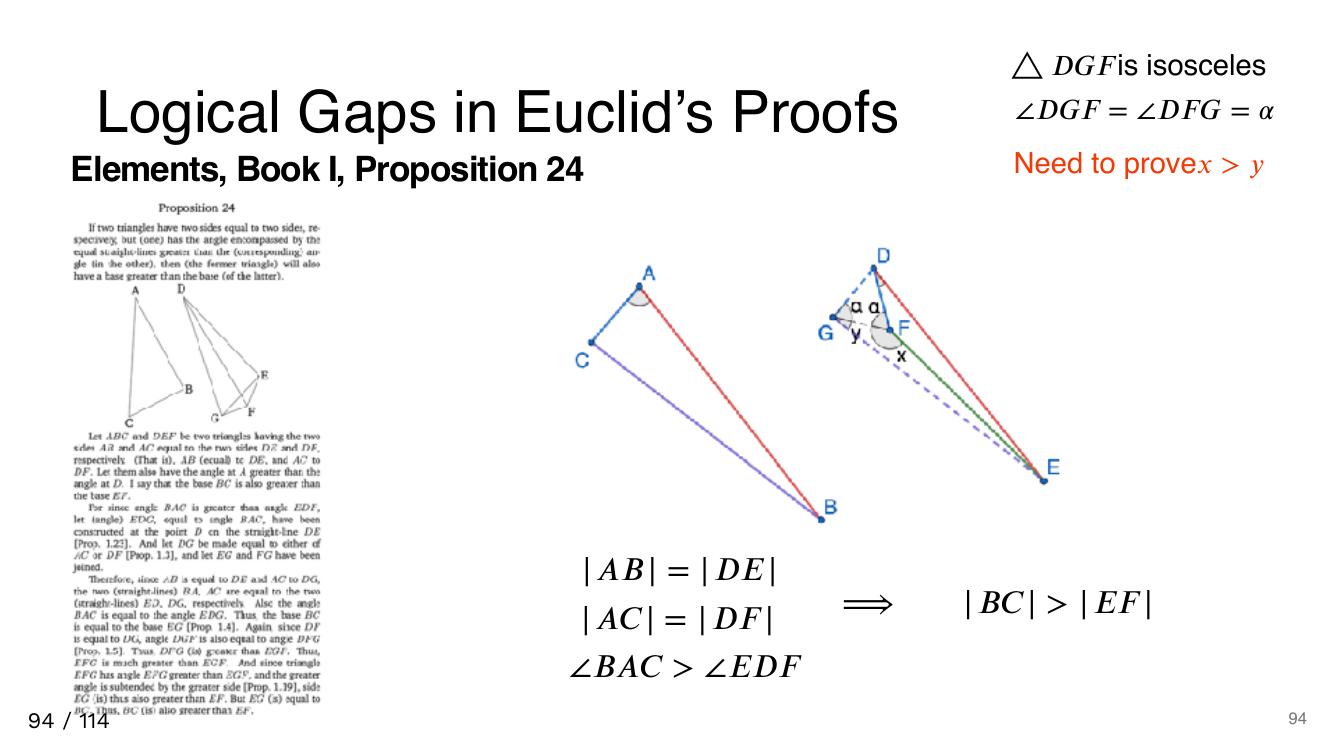 Logical Gaps in Euclid’s Proofs
Elements, Book I, Proposition 24
△ DGF is isosceles
∠DGF = ∠DFG = α
Need to prove x > y
Proposition 24
If two triangles have two sides equal to two sides, re-
spectively, but (one) has the angle encompassed by the
equal straight-lines greater than the (corresponding) an-
gle (in the other), then (the former triangle) will also
have a base greater than the base (of the latter).
A
D
E
B
F
G
C
Let ABC and DEF be two triangles having the two
sides AB and AC equal to the two sides DE and DF,
respectively. (That is), AB (equal) to DE, and AC to
DF. Let them also have the angle at A greater than the
angle at D. I say that the base BC is also greater than
the base EF.
For since angle BAC is greater than angle EDF,
let (angle) EDG, equal to angle BAC, have been
constructed at the point D on the straight-line DE
[Prop. 1.23]. And let DG be made equal to either of
AC or DF [Prop. 1.3], and let EG and FG have been
joined.
Therefore, since AB is equal to DE and AC to DG,
the two (straight-lines) BA, AC are equal to the two
(straight-lines) ED, DG, respectively. Also the angle
BAC is equal to the angle EDG. Thus, the base BC
is equal to the base EG [Prop. 1.4]. Again, since DF
is equal to DG, angle DGF is also equal to angle DFG
[Prop. 1.5]. Thus, DFG (is) greater than EGF. Thus,
EFG is much greater than EGF. And since triangle
EFG has angle EFG greater than EGF, and the greater
angle is subtended by the greater side [Prop. 1.19], side
EG (is) thus also greater than EF. But EG (is) equal to
BC. Thus, BC (is) also greater than EF.
A
C
B
D
α α
G
F
y
x
E
|AB| = |DE|
|AC| = |DF|
∠BAC > ∠EDF
⟹
|BC| > |EF|
94 / 114
94